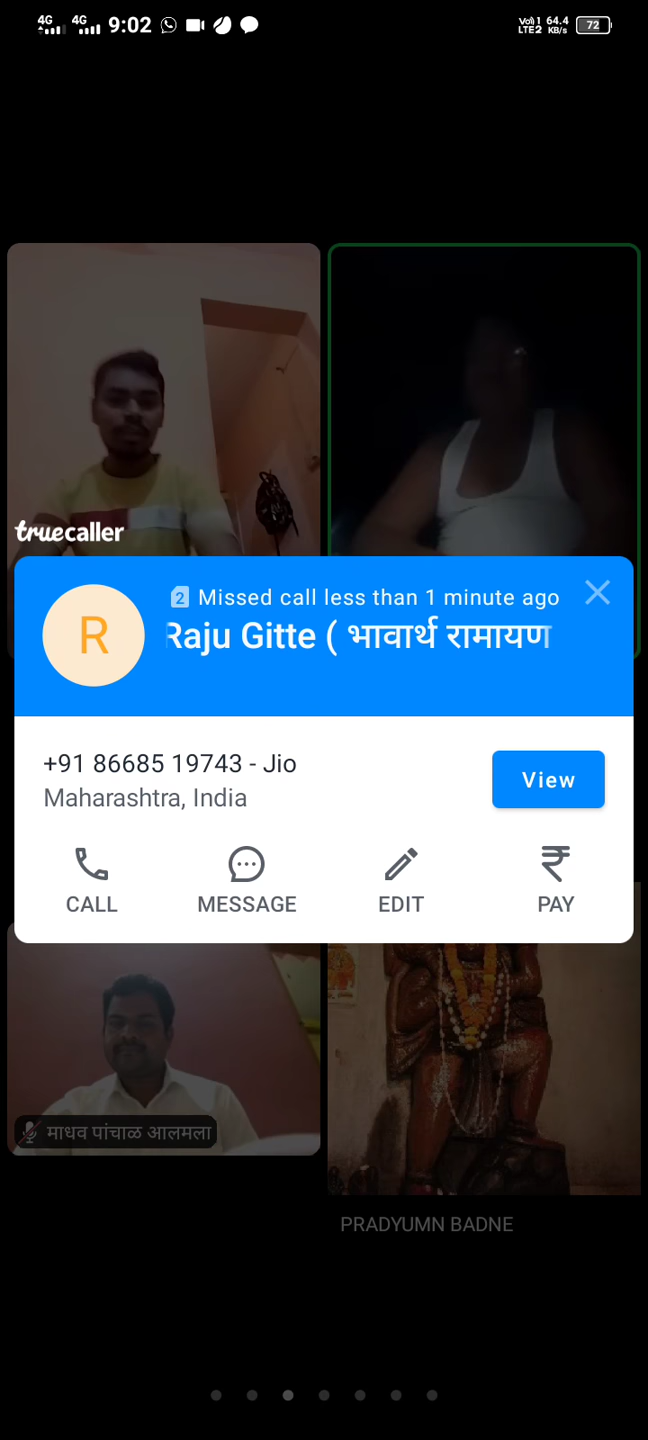 4G 4G 9:02 Vo)) 1 LTE2 64.4 KB/s 72
truecaller
2 Missed call less than 1 minute ago
R
Raju Gitte ( भावार्थ रामायण
+91 86685 19743 - Jio
Maharashtra, India
View
CALL MESSAGE EDIT PAY
माधव पांचाळ आलमला
PRADYUMN BADNE